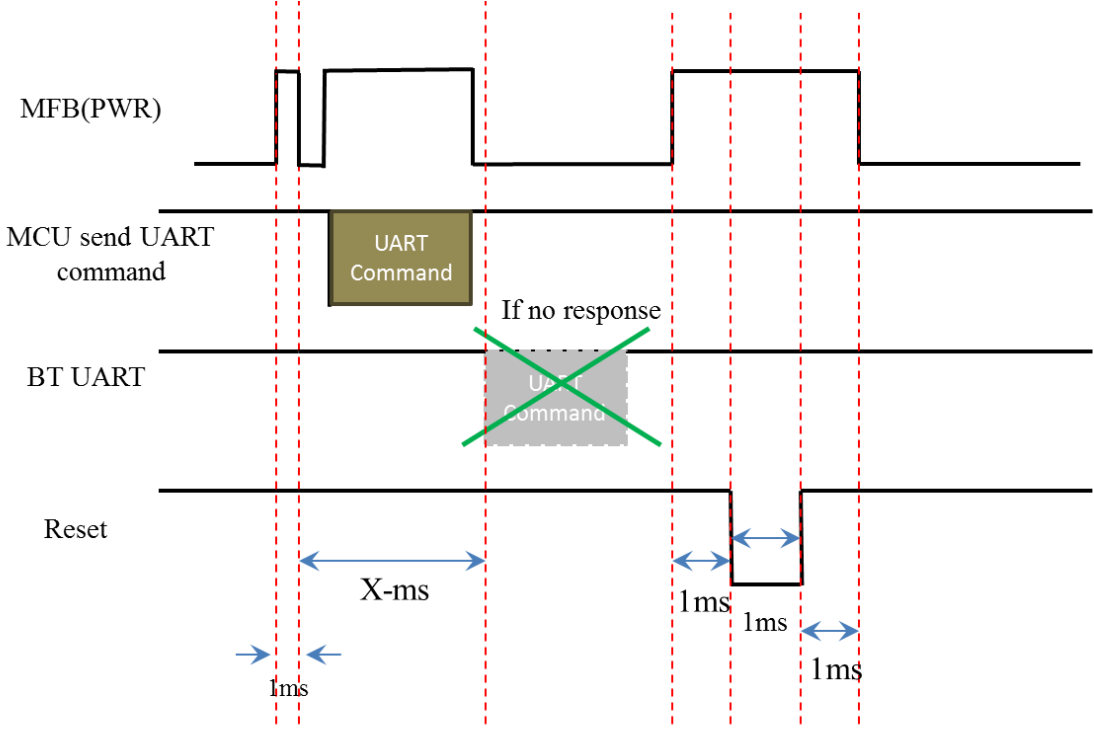 MFB(PWR)
MCU send UART
command
UART
Command
If no response
BT UART
UART
Command
Reset
X-ms
1ms
1ms
1ms
1ms